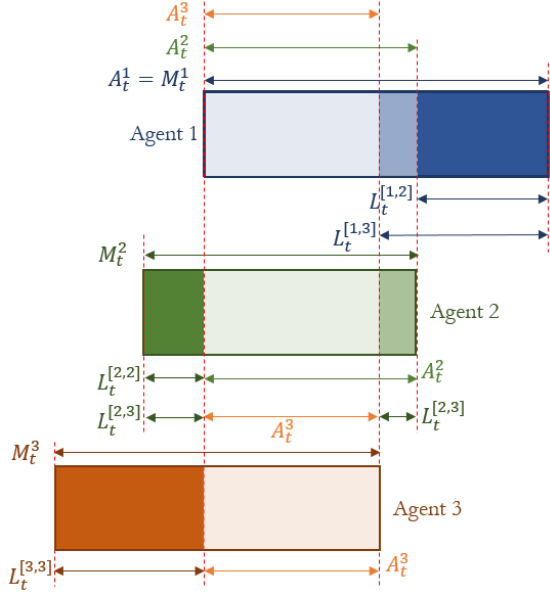 A_t^3
A_t^2
A_t^1 = M_t^1
Agent 1
L_t^{[1,2]}
L_t^{[1,3]}
M_t^2
Agent 2
L_t^{[2,2]}
A_t^2
L_t^{[2,3]}
A_t^3
L_t^{[2,3]}
M_t^3
Agent 3
L_t^{[3,3]}
A_t^3